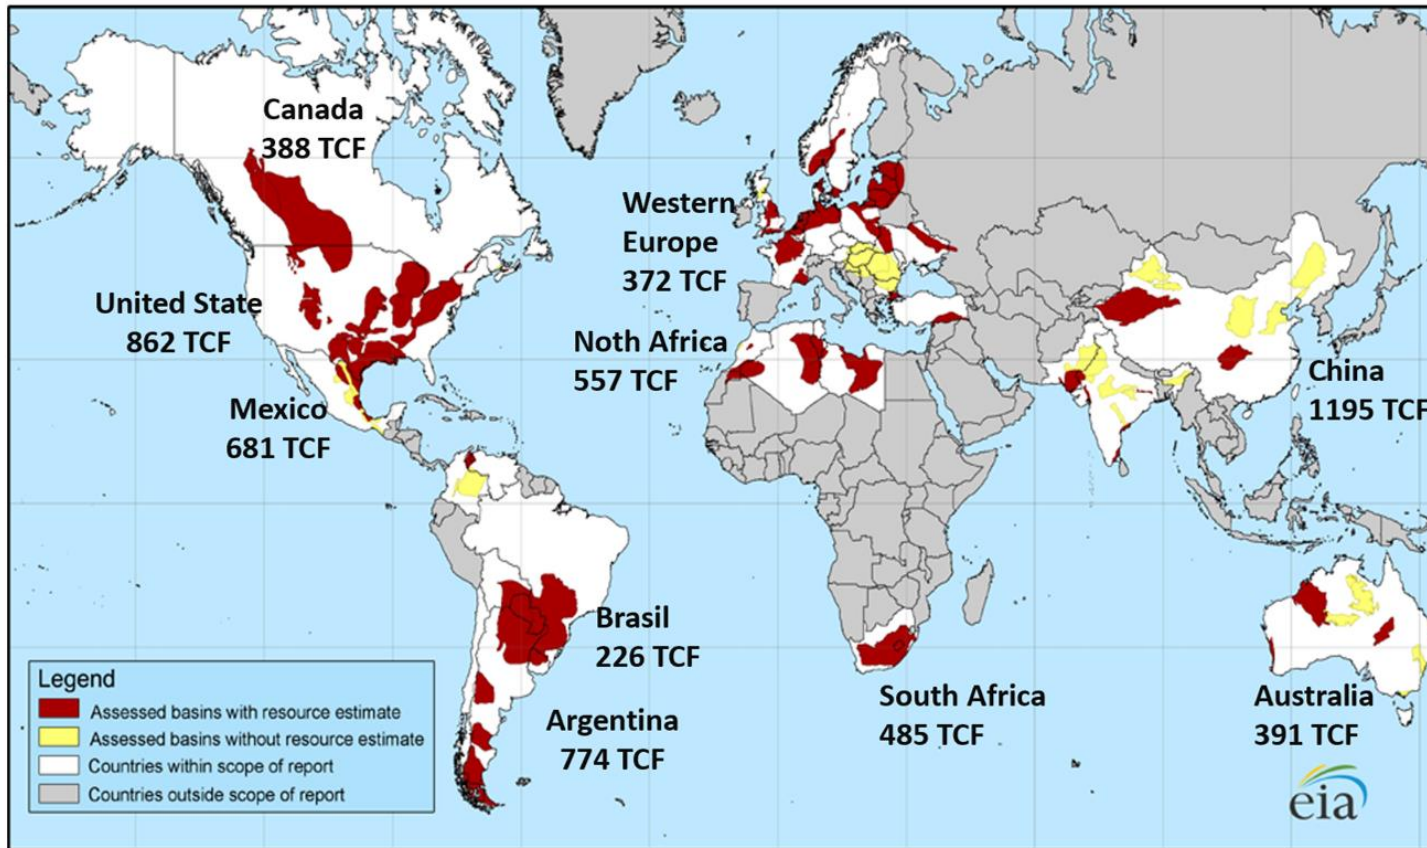 Canada
388 TCF
United State
862 TCF
Mexico
681 TCF
Western
Europe
372 TCF
Noth Africa
557 TCF
China
1195 TCF
Brasil
226 TCF
Argentina
774 TCF
South Africa
485 TCF
Australia
391 TCF
Legend
Assessed basins with resource estimate
Assessed basins without resource estimate
Countries within scope of report
Countries outside scope of report
eia